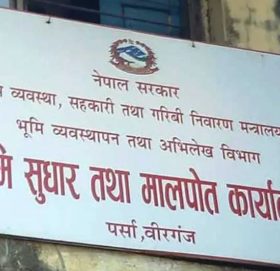 नेपाल सरकार
व्यवस्था, सहकारी तथा गरिबी निवारण मन्त्रालय
भूमि व्यवस्थापन तथा अभिलेख विभाग
सुधार तथा मालपोत कार्या
पर्सा,वीरगंज